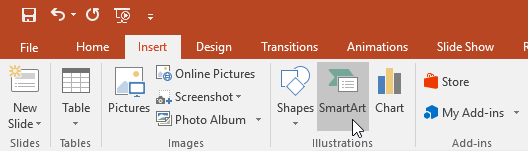 File Home Insert Design Transitions Animations Slide Show
New Slide
Table
Pictures
Online Pictures
Screenshot
Photo Album
Shapes
SmartArt
Chart
Store
My Add-ins
Slides Tables Images Illustrations Add-ins